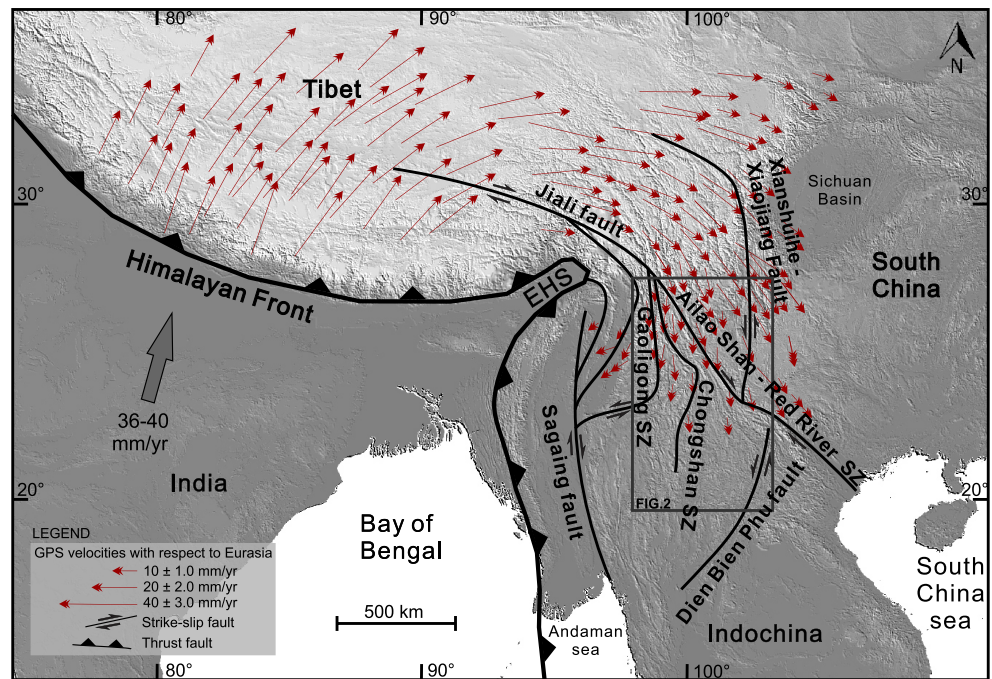 80°
90°
100°
N
Tibet
30°
Jiali fault
Xianshuihe -
Xiaojiang Fault
Sichuan
Basin
30°
South
China
Himalayan Front
EHS
36-40
mm/yr
Gaoligong SZ
Ailao Shan - Red River SZ
Chongshan SZ
Sagaing fault
India
20°
FIG.2
20°
Dien Bien Phu fault
Bay of
Bengal
LEGEND
GPS velocities with respect to Eurasia
10 ± 1.0 mm/yr
20 ± 2.0 mm/yr
40 ± 3.0 mm/yr
Strike-slip fault
Thrust fault
500 km
Andaman
sea
Indochina
South
China
sea
80°
90°
100°